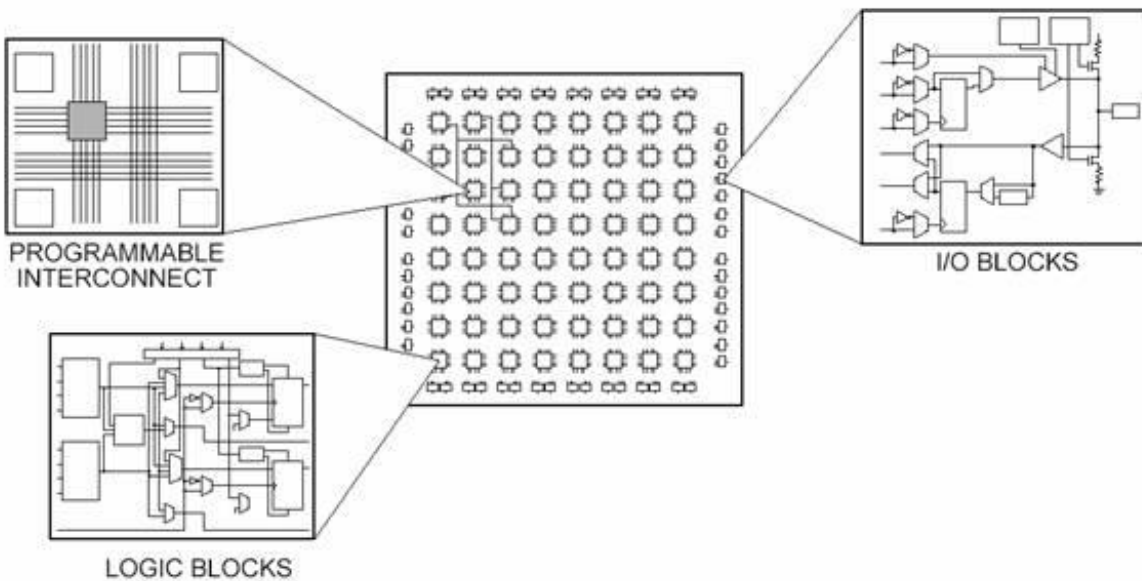 PROGRAMMABLE
INTERCONNECT
I/O BLOCKS
LOGIC BLOCKS